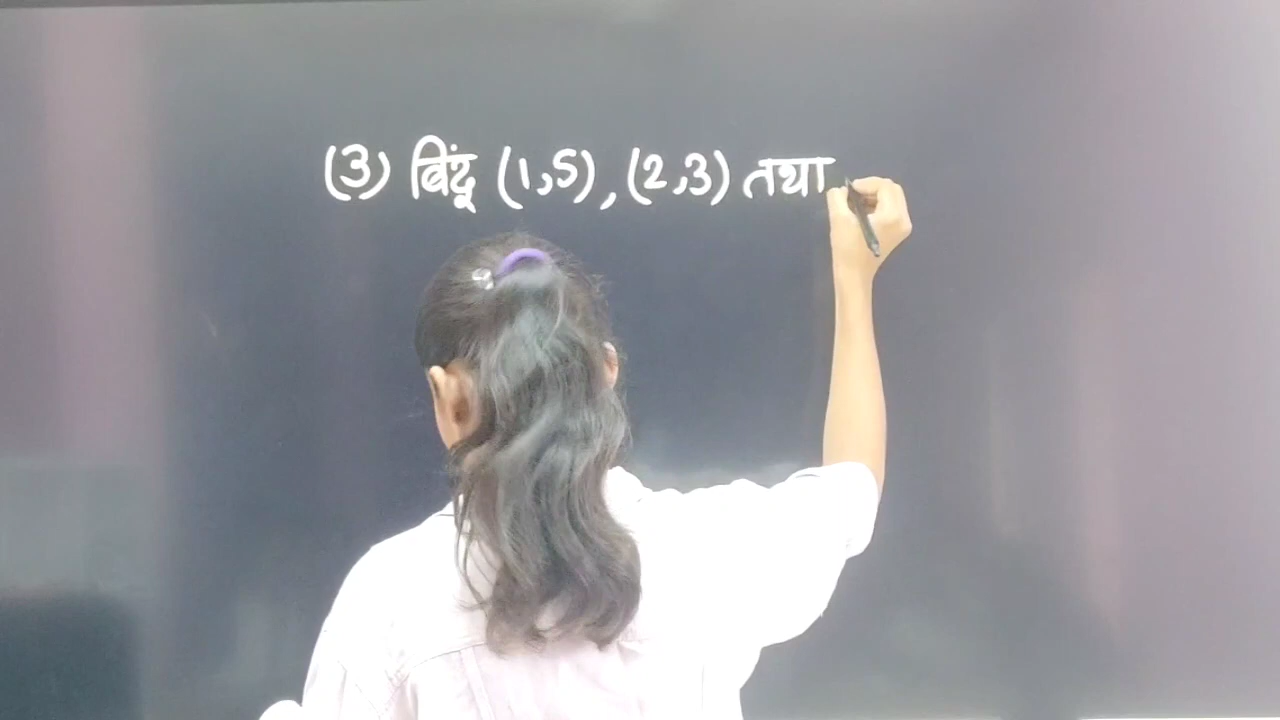 (3) बिंदू (1,5), (2,3) तथा